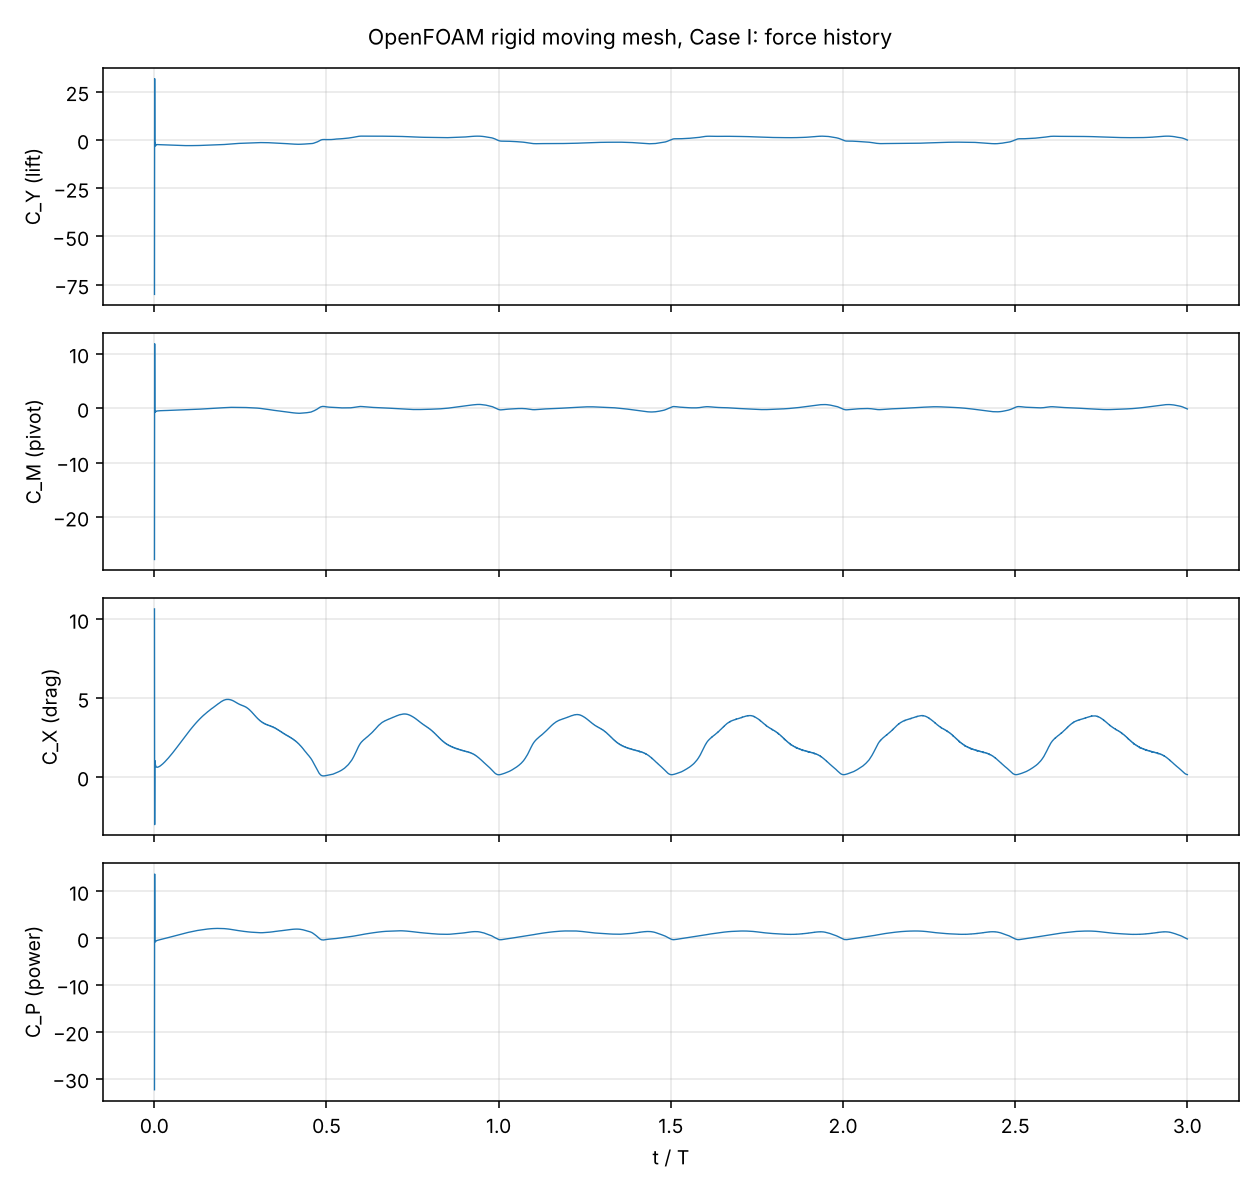 OpenFOAM rigid moving mesh, Case I: force history
C_Y (lift)
25
0
−25
−50
−75
C_M (pivot)
10
0
−10
−20
C_X (drag)
10
5
0
C_P (power)
10
0
−10
−20
−30
0.0 0.5 1.0 1.5 2.0 2.5 3.0
t / T